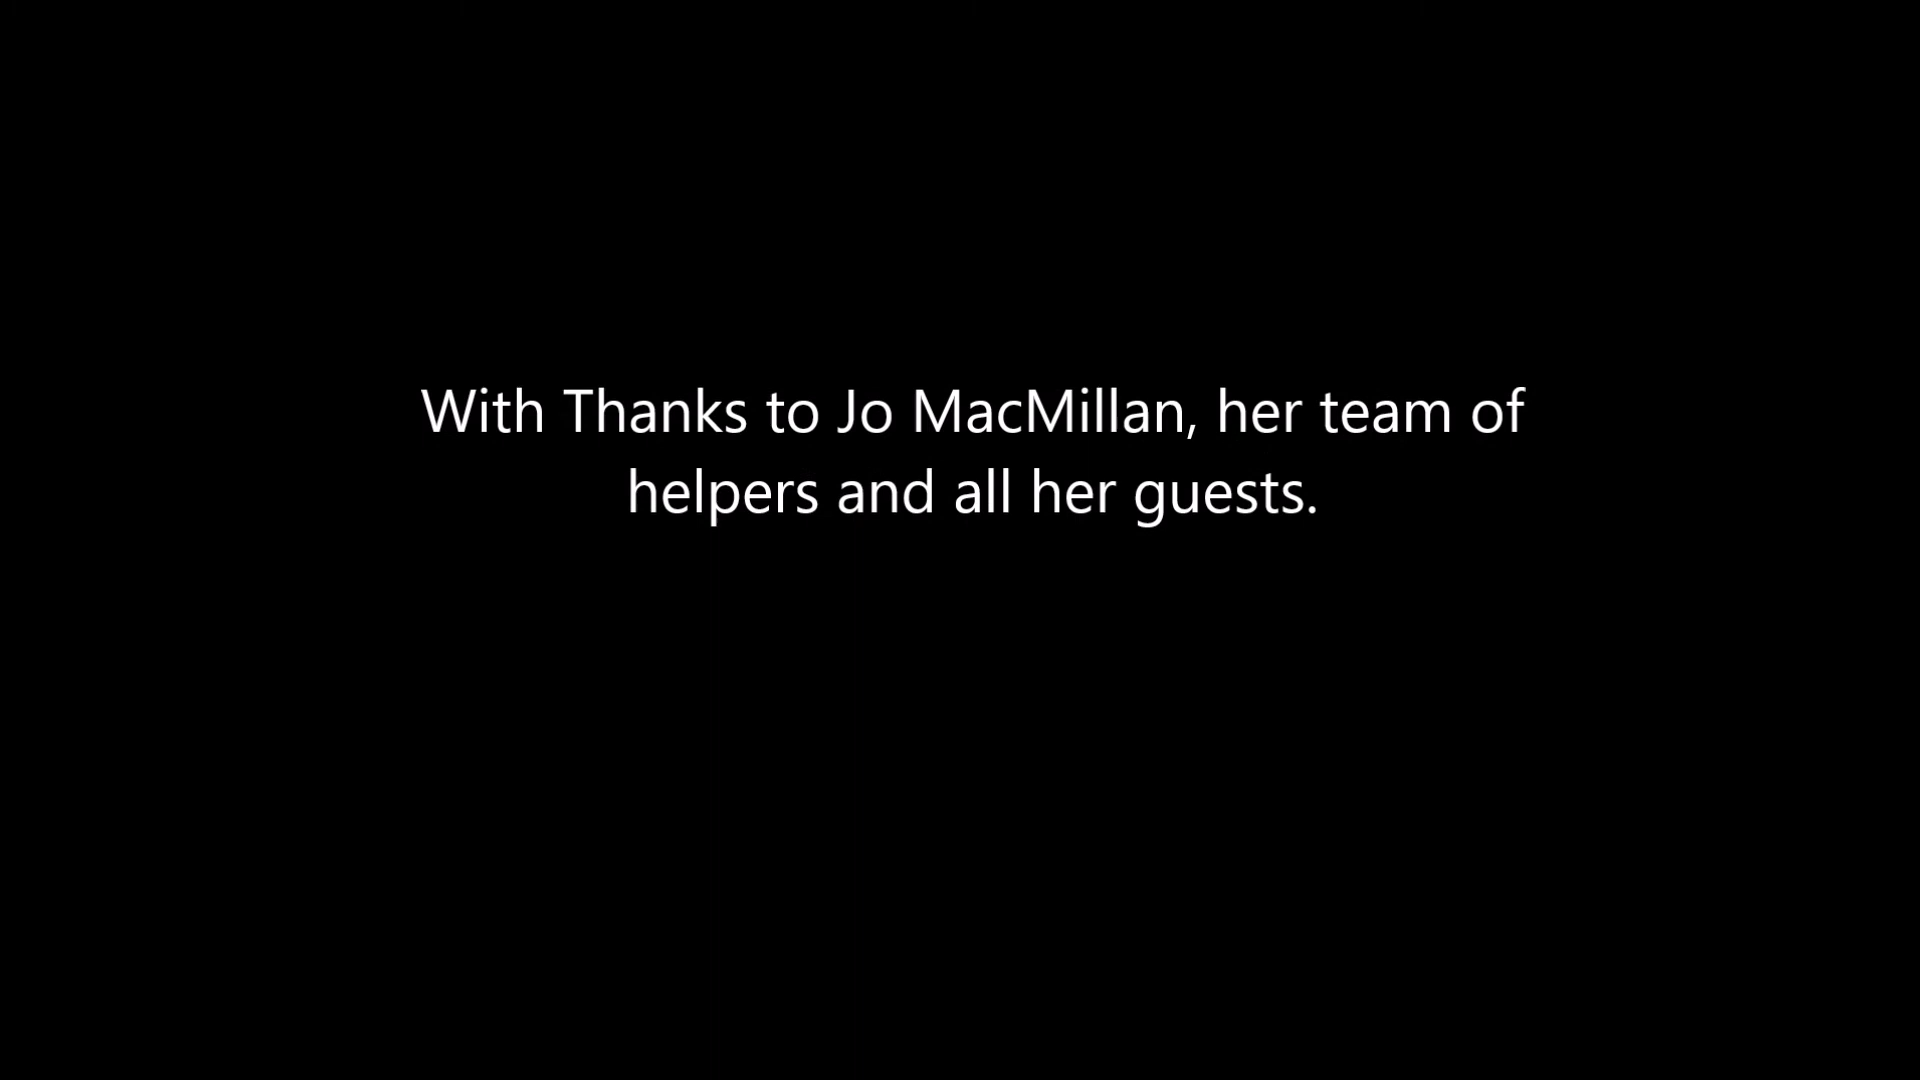 With Thanks to Jo MacMillan, her team of
helpers and all her guests.